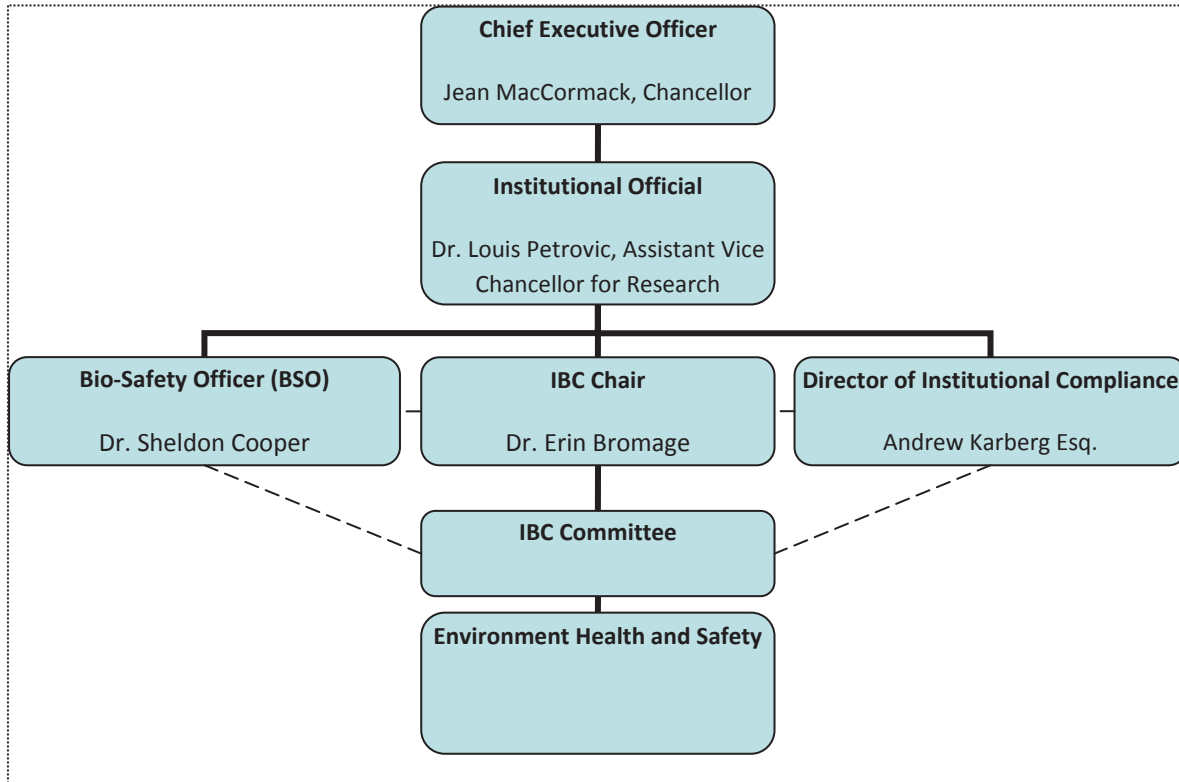 Chief Executive Officer
Jean MacCormack, Chancellor
Institutional Official
Dr. Louis Petrovic, Assistant Vice
Chancellor for Research
Bio-Safety Officer (BSO)
Dr. Sheldon Cooper
IBC Chair
Dr. Erin Bromage
Director of Institutional Compliance
Andrew Karberg Esq.
IBC Committee
Environment Health and Safety